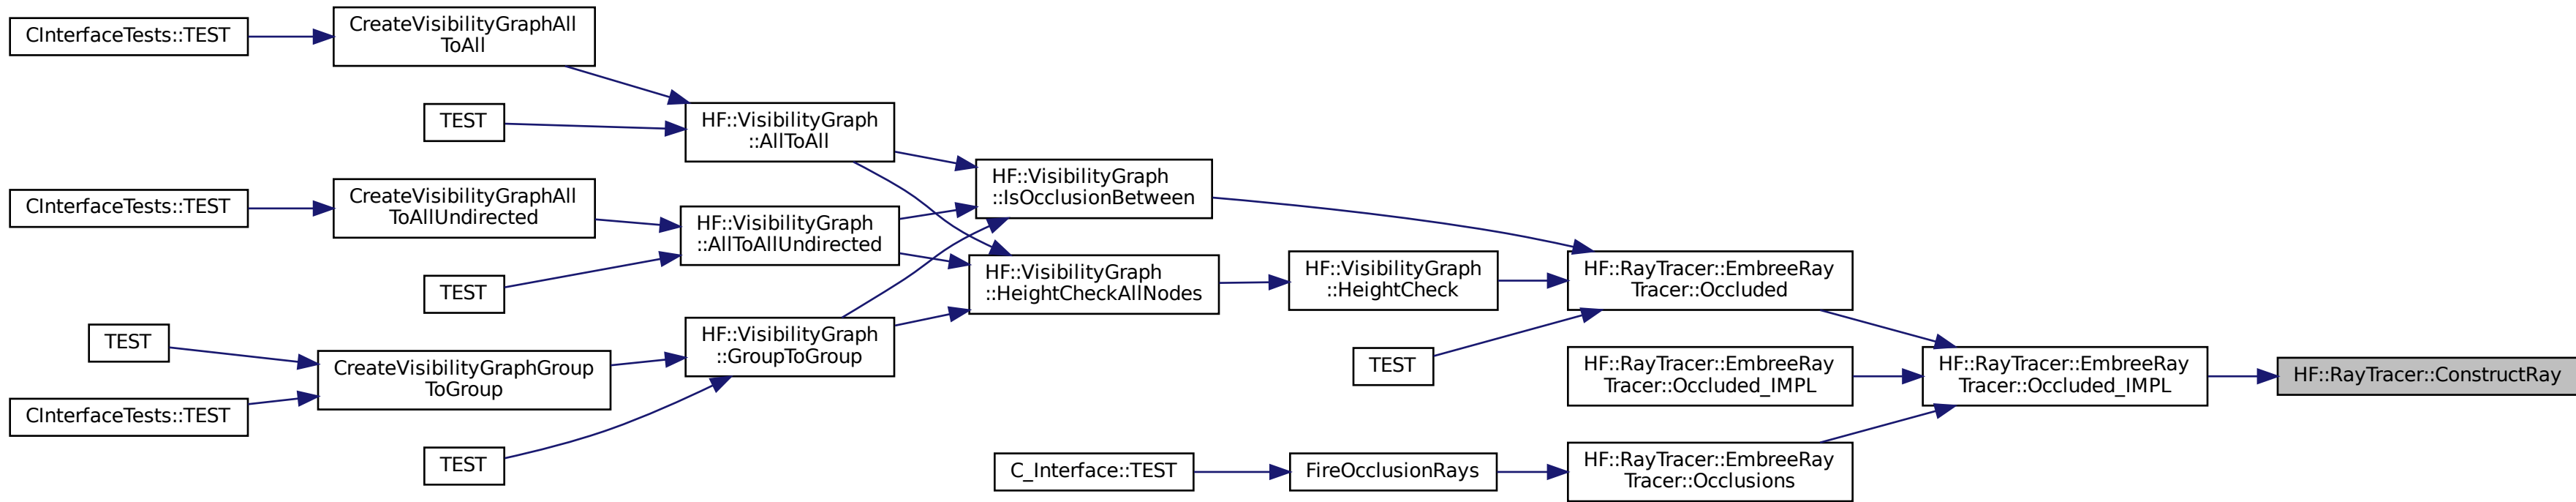 CInterfaceTests::TEST
CreateVisibilityGraphAll
ToAll
TEST
HF::VisibilityGraph
::AllToAll
CInterfaceTests::TEST
CreateVisibilityGraphAll
ToAllUndirected
HF::VisibilityGraph
::AllToAllUndirected
TEST
TEST
CInterfaceTests::TEST
CreateVisibilityGraphGroup
ToGroup
HF::VisibilityGraph
::GroupToGroup
TEST
HF::VisibilityGraph
::IsOcclusionBetween
HF::VisibilityGraph
::HeightCheckAllNodes
HF::VisibilityGraph
::HeightCheck
TEST
C_Interface::TEST
FireOcclusionRays
HF::RayTracer::EmbreeRay
Tracer::Occluded
HF::RayTracer::EmbreeRay
Tracer::Occluded_IMPL
HF::RayTracer::EmbreeRay
Tracer::Occlusions
HF::RayTracer::EmbreeRay
Tracer::Occluded_IMPL
HF::RayTracer::ConstructRay